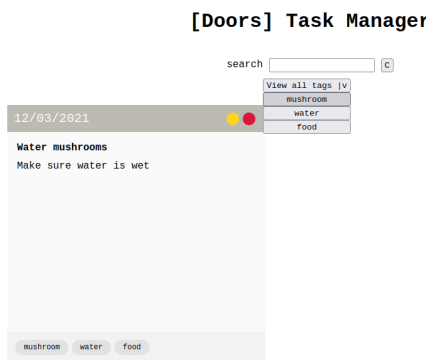 [Doors] Task Manager
search
C
View all tags |v
mushroom
water
food
12/03/2021
Water mushrooms
Make sure water is wet
mushroom water food